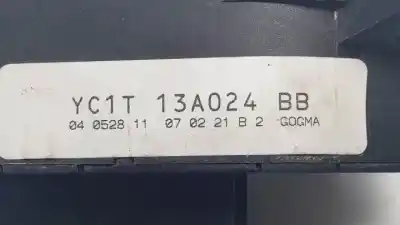 YC1T 13A024 BB
04 0528 11 07 02 21 B 2 GOGMA